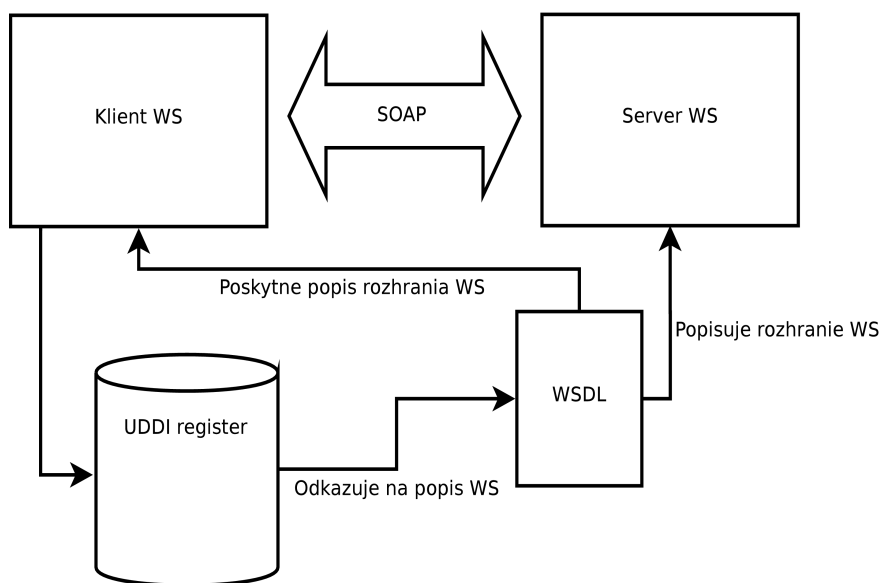 Klient WS
SOAP
Server WS
Poskytne popis rozhrania WS
Popisuje rozhranie WS
WSDL
UDDI register
Odkazuje na popis WS